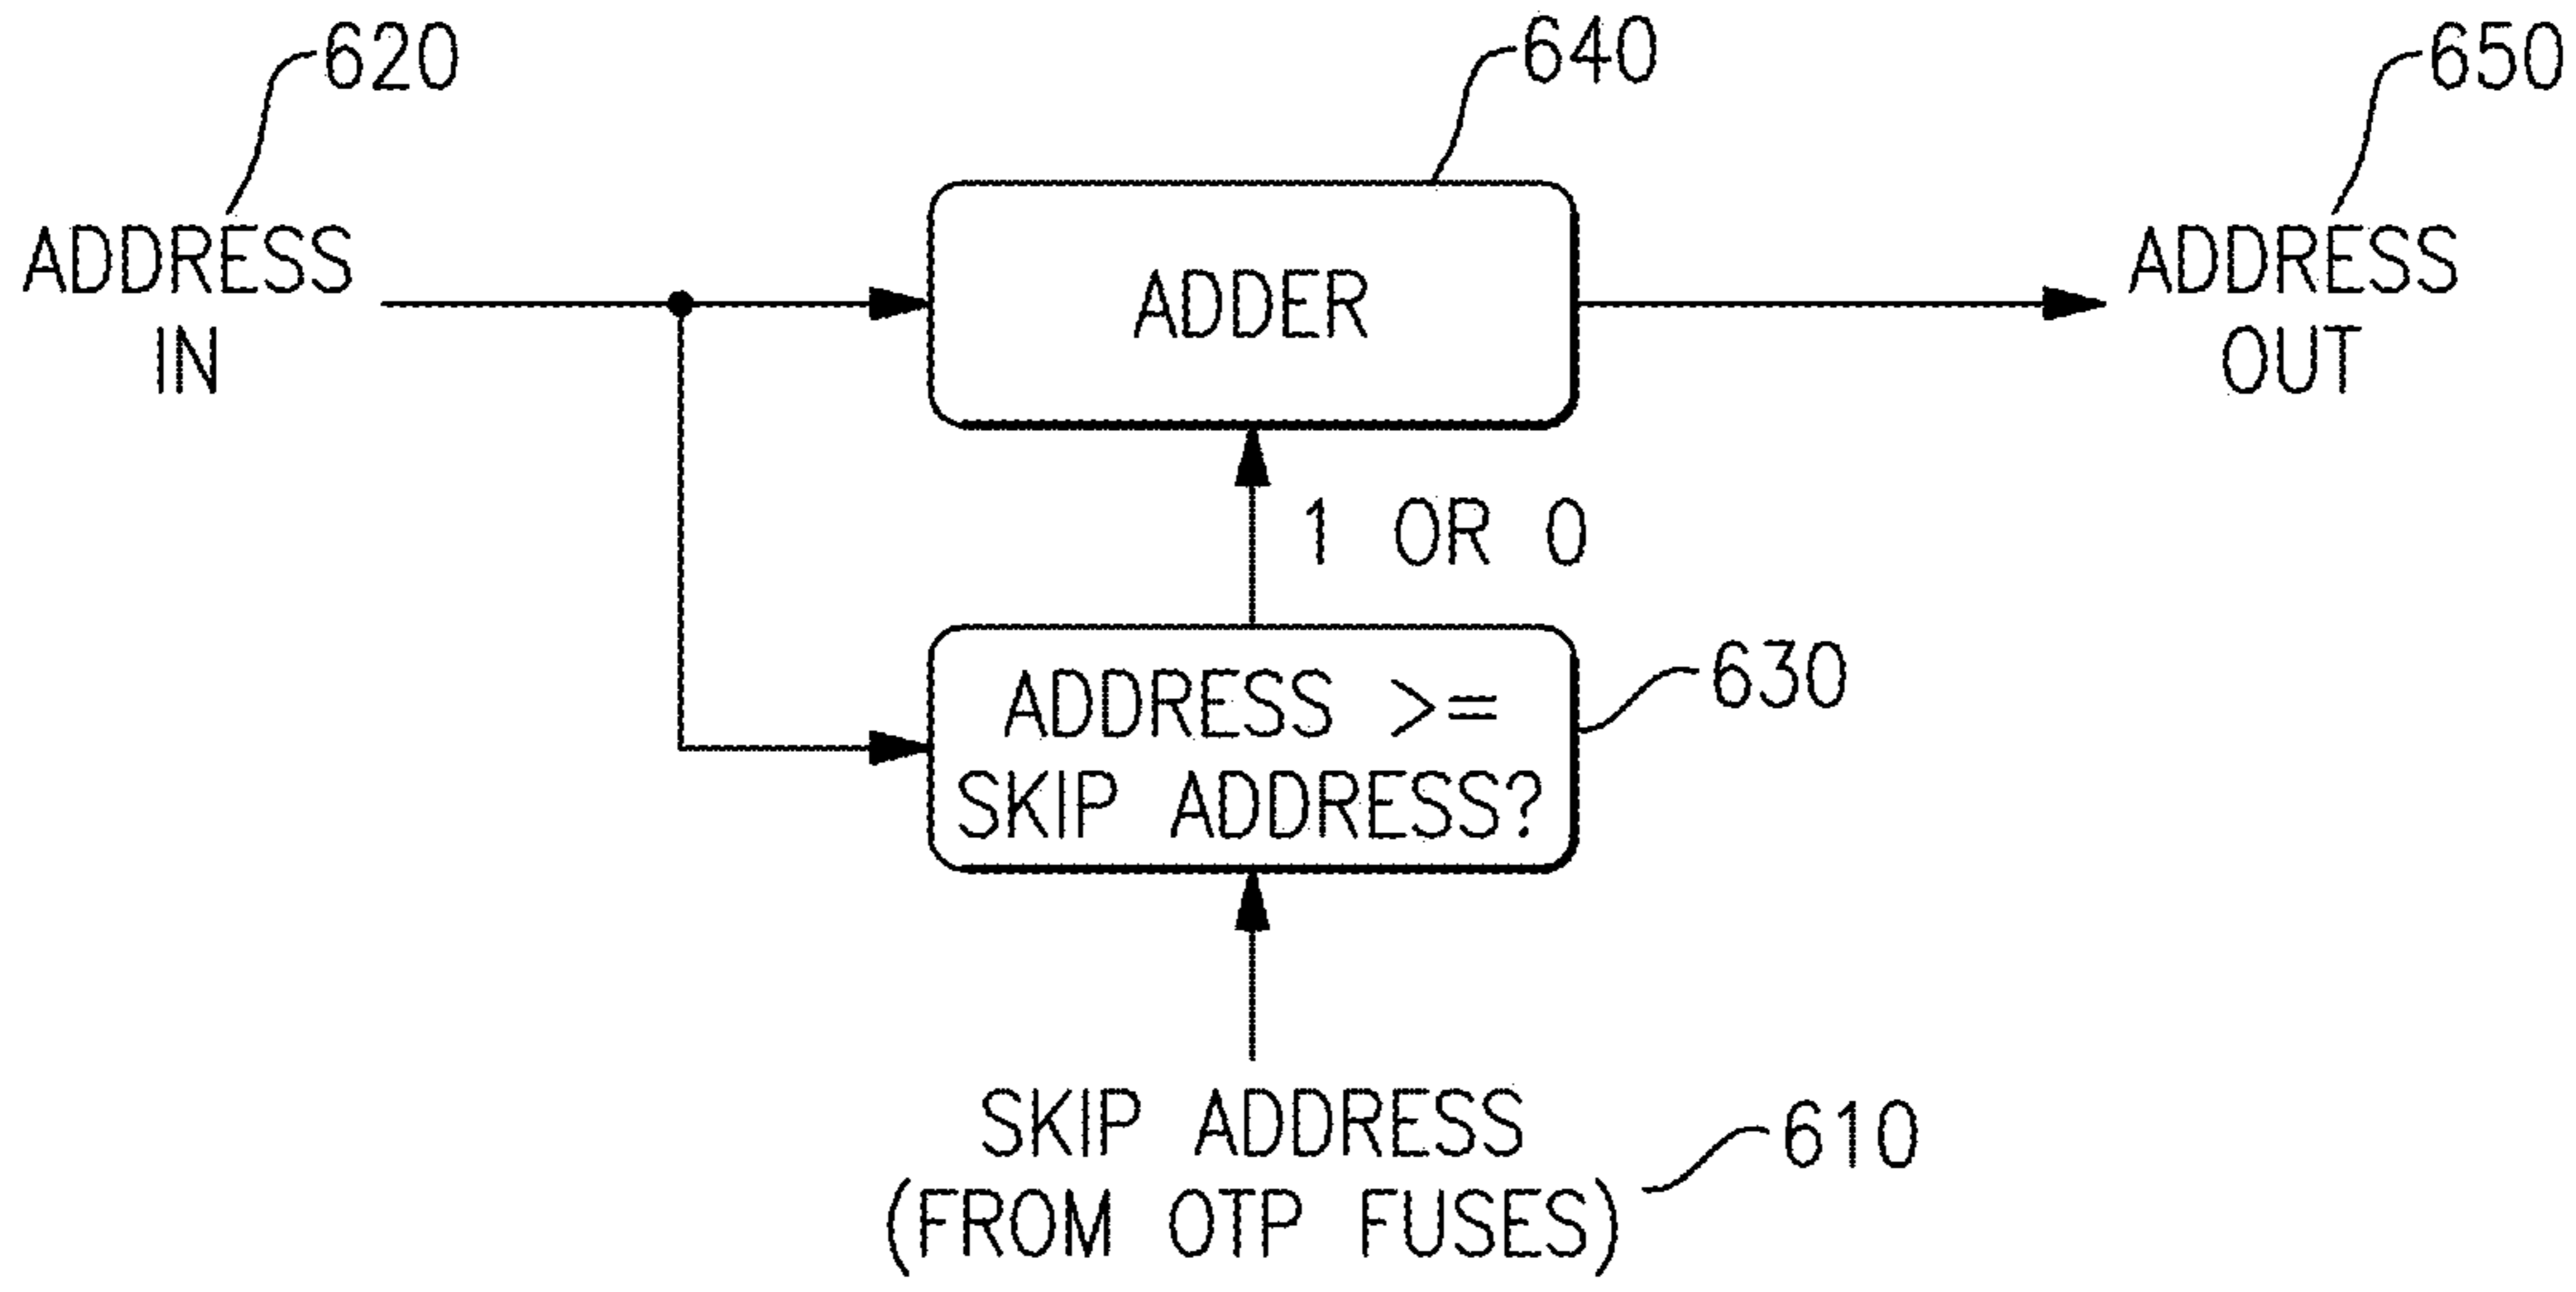 620
640
650
ADDRESS
IN
ADDER
ADDRESS
OUT
1 OR 0
ADDRESS >=
SKIP ADDRESS?
630
SKIP ADDRESS
(FROM OTP FUSES)
610